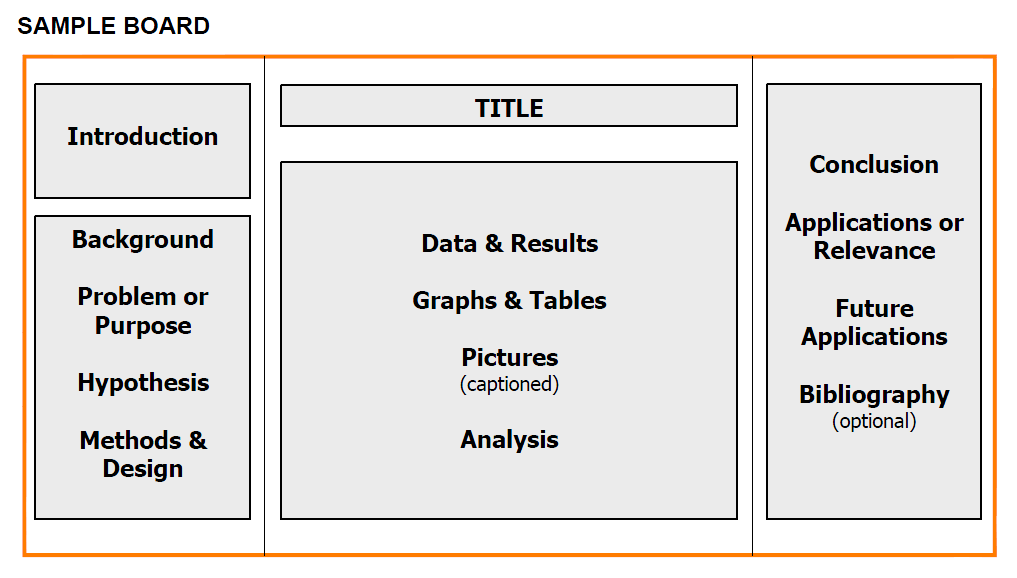 SAMPLE BOARD
Introduction
Background
Problem or
Purpose
Hypothesis
Methods &
Design
TITLE
Data & Results
Graphs & Tables
Pictures
(captioned)
Analysis
Conclusion
Applications or
Relevance
Future
Applications
Bibliography
(optional)